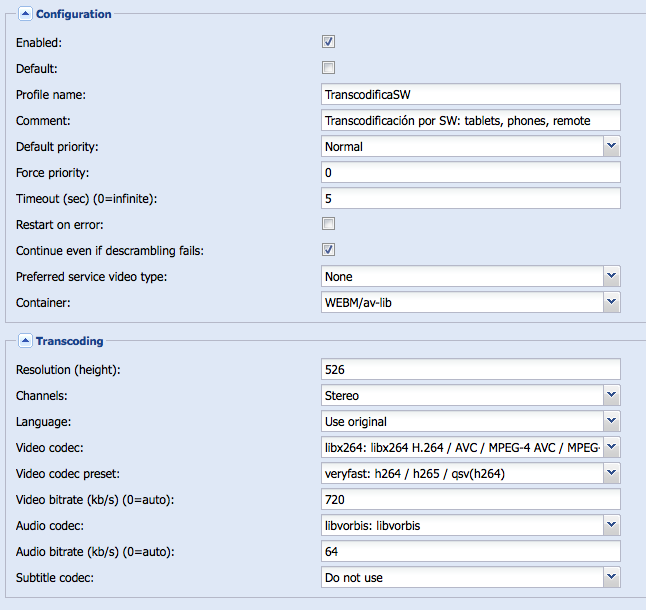 Configuration
Enabled:
Default:
Profile name: TranscodificaSW
Comment: Transcodificación por SW: tablets, phones, remote
Default priority: Normal
Force priority: 0
Timeout (sec) (0=infinite): 5
Restart on error:
Continue even if descrambling fails:
Preferred service video type: None
Container: WEBM/av-lib
Transcoding
Resolution (height): 526
Channels: Stereo
Language: Use original
Video codec: libx264: libx264 H.264 / AVC / MPEG-4 AVC / MPEG-
Video codec preset: veryfast: h264 / h265 / qsv(h264)
Video bitrate (kb/s) (0=auto): 720
Audio codec: libvorbis: libvorbis
Audio bitrate (kb/s) (0=auto): 64
Subtitle codec: Do not use